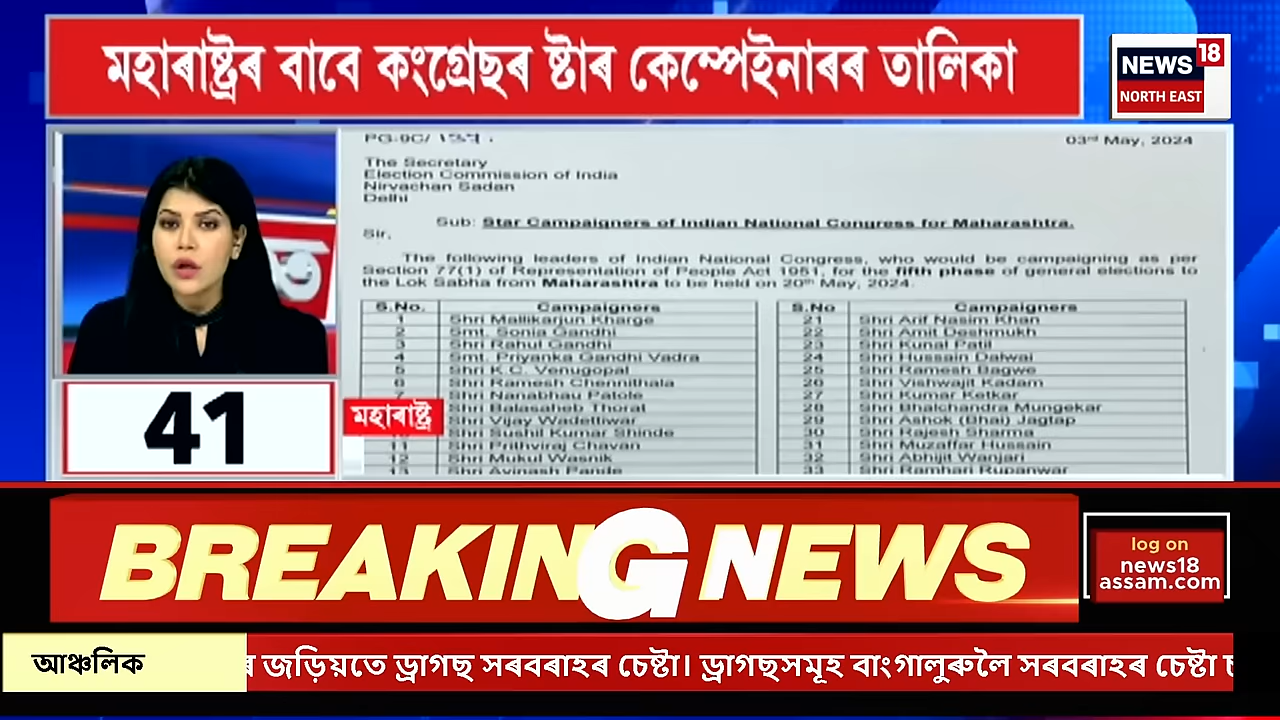 মহাৰাষ্ট্ৰৰ বাবে কংগ্ৰেছৰ ষ্টাৰ কেম্পেইনাৰৰ তালিকা
NEWS 18
NORTH EAST
PG-9C/
03rd May, 2024
The Secretary
Election Commission of India
Nirvachan Sadan
Delhi
Sub: Star Campaigners of Indian National Congress for Maharashtra.
Sir,
The following leaders of Indian National Congress, who would be campaigning as per
Section 77(1) of Representation of People Act 1951, for the fifth phase of general elections to
the Lok Sabha from Maharashtra to be held on 20th May, 2024.
S.No. Campaigners S.No Campaigners
1 Shri Mallikarjun Kharge 21 Shri Arif Nasim Khan
2 Smt. Sonia Gandhi 22 Shri Amit Deshmukh
3 Shri Rahul Gandhi 23 Shri Kunal Patil
4 Smt. Priyanka Gandhi Vadra 24 Shri Hussain Dalwai
5 Shri K.C. Venugopal 25 Shri Ramesh Bagwe
6 Shri Ramesh Chennithala 26 Shri Vishwajit Kadam
7 Shri Nanabhau Patole 27 Shri Kumar Ketkar
Shri Balasaheb Thorat 28 Shri Bhalchandra Mungekar
Shri Vijay Wadettiwar 29 Shri Ashok (Bhai) Jagtap
10 Shri Sushil Kumar Shinde 30 Shri Rajesh Sharma
11 Shri Prithviraj Chavan 31 Shri Muzaffar Hussain
12 Shri Mukul Wasnik 32 Shri Abhijit Wanjari
13 Shri Avinash Pande 33 Shri Ramhari Rupanwar
মহাৰাষ্ট্ৰ
41
BREAKING NEWS
log on
news18
assam.com
আঞ্চলিক
ৰ জড়িয়তে ড্ৰাগছ সৰবৰাহৰ চেষ্টা। ড্ৰাগছসমূহ বাংগালুৰুলৈ সৰবৰাহৰ চেষ্টা